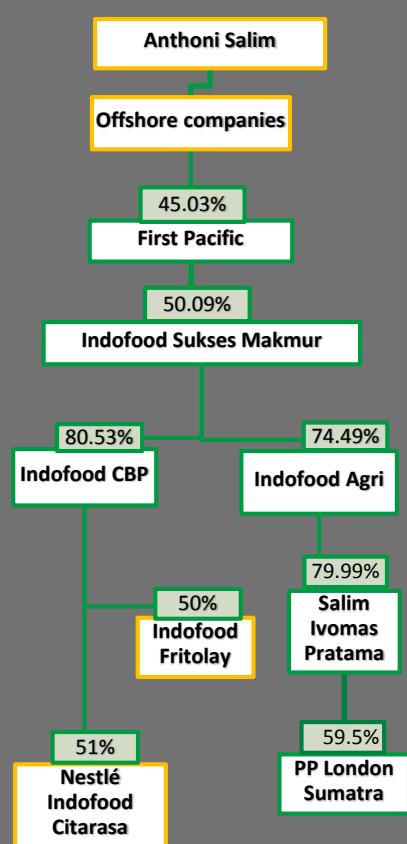 Anthoni Salim
Offshore companies
45.03%
First Pacific
50.09%
Indofood Sukses Makmur
80.53%
Indofood CBP
74.49%
Indofood Agri
79.99%
Salim
Ivomas
Pratama
50%
Indofood
Fritolay
59.5%
PP London
Sumatra
51%
Nestlé
Indofood
Citarasa